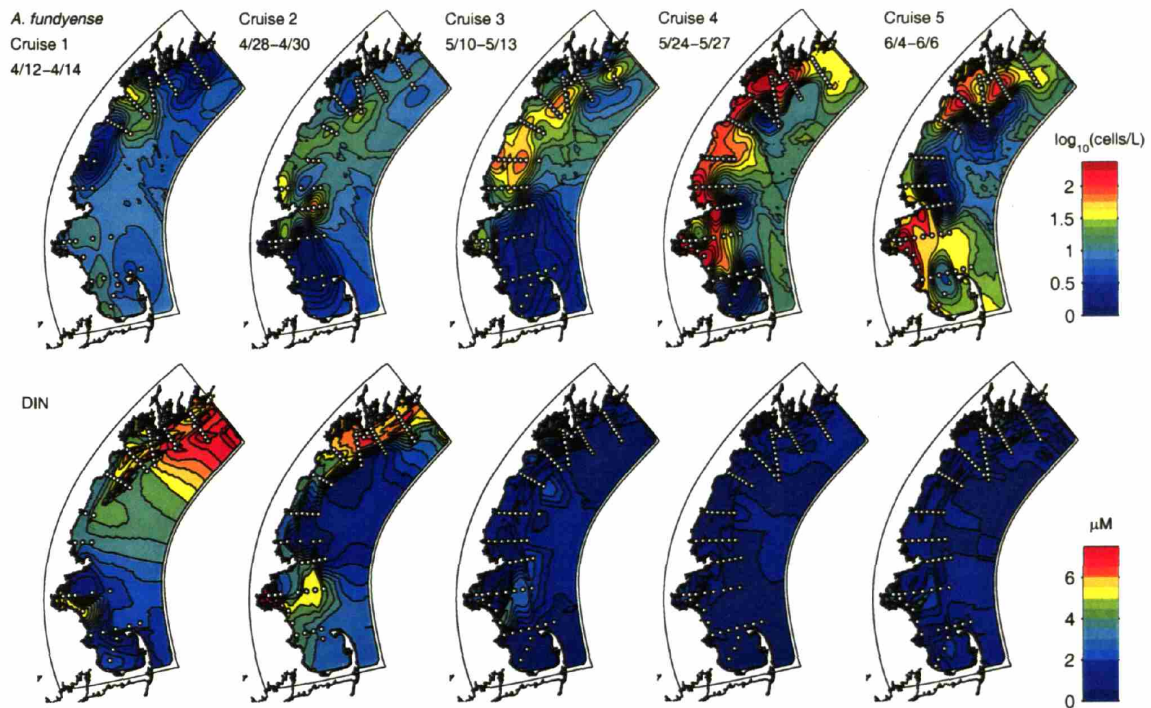 A. fundyense
Cruise 1
4/12–4/14
Cruise 2
4/28–4/30
Cruise 3
5/10–5/13
Cruise 4
5/24–5/27
Cruise 5
6/4–6/6
log10(cells/L)
2
1.5
1
0.5
0
DIN
μM
6
4
2
0